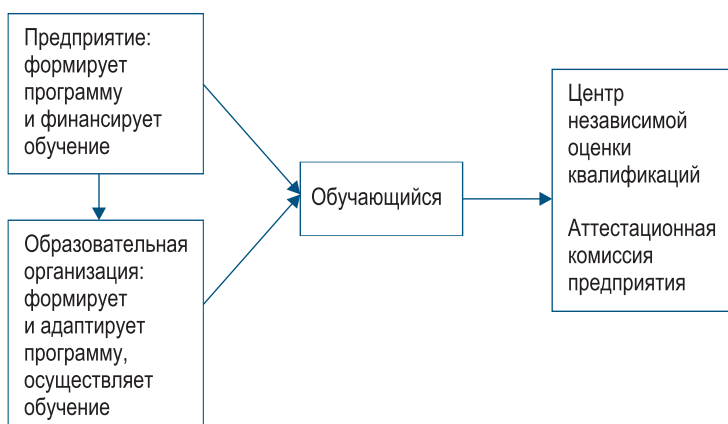 Предприятие:
формирует
программу
и финансирует
обучение
Образовательная
организация:
формирует
и адаптирует
программу,
осуществляет
обучение
Обучающийся
Центр
независимой
оценки
квалификаций
Аттестационная
комиссия
предприятия